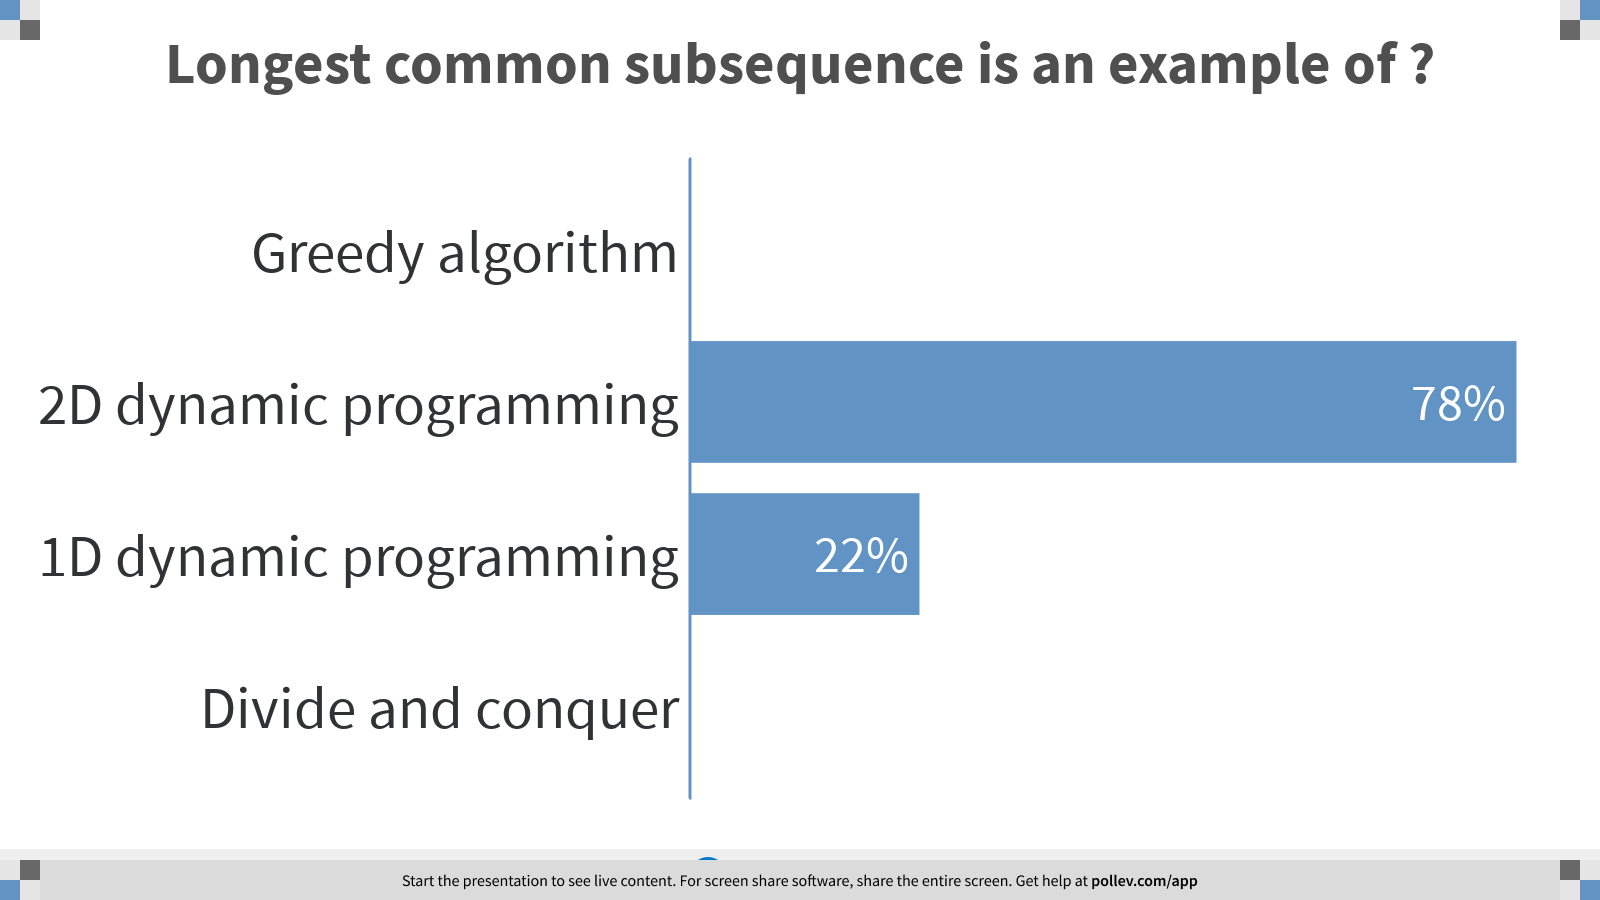 Longest common subsequence is an example of ?
Greedy algorithm
2D dynamic programming
78%
1D dynamic programming
22%
Divide and conquer
Start the presentation to see live content. For screen share software, share the entire screen. Get help at pollev.com/app